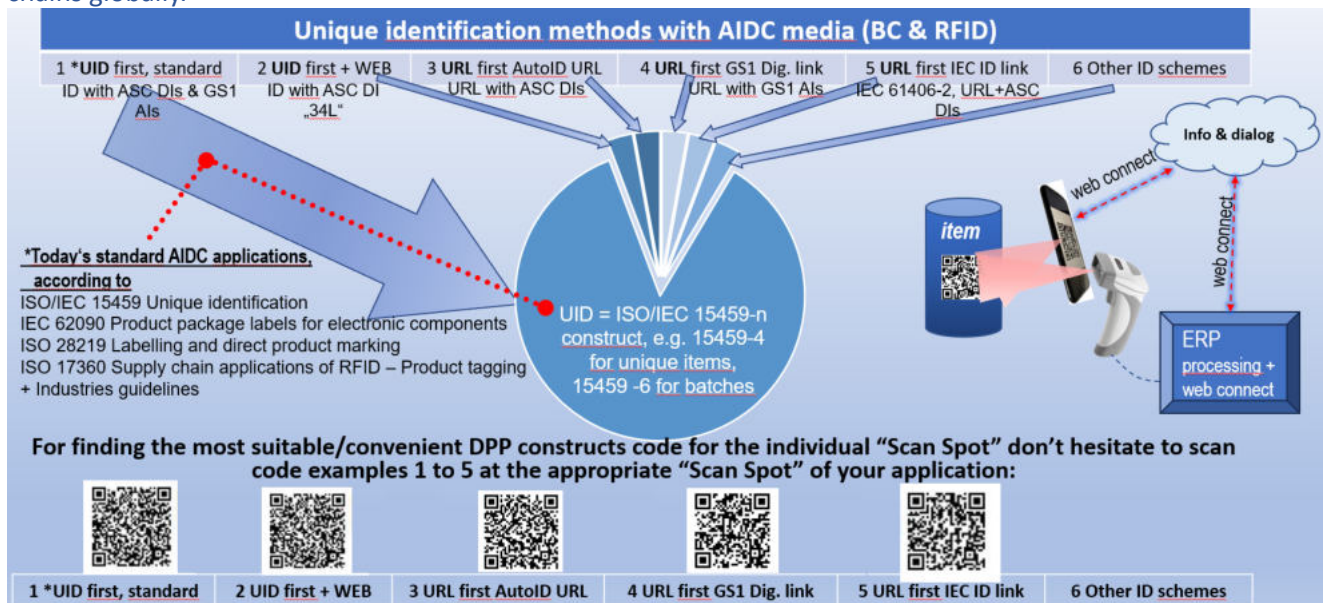 chains globally.
Unique identification methods with AIDC media (BC & RFID)
1 *UID first, standard
ID with ASC DIs & GS1
AIs
2 UID first + WEB
ID with ASC DI
„34L“
3 URL first AutoID URL
URL with ASC DIs
4 URL first GS1 Dig. link
URL with GS1 AIs
5 URL first IEC ID link
IEC 61406-2, URL+ASC
DIs
6 Other ID schemes
Info & dialog
web connect
web connect
item
*Today‘s standard AIDC applications,
according to
ISO/IEC 15459 Unique identification
IEC 62090 Product package labels for electronic components
ISO 28219 Labelling and direct product marking
ISO 17360 Supply chain applications of RFID – Product tagging
+ Industries guidelines
UID = ISO/IEC 15459-n
construct, e.g. 15459-4
for unique items,
15459 -6 for batches
ERP
processing +
web connect
For finding the most suitable/convenient DPP constructs code for the individual “Scan Spot” don’t hesitate to scan
code examples 1 to 5 at the appropriate “Scan Spot” of your application:
1 *UID first, standard
2 UID first + WEB
3 URL first AutoID URL
4 URL first GS1 Dig. link
5 URL first IEC ID link
6 Other ID schemes